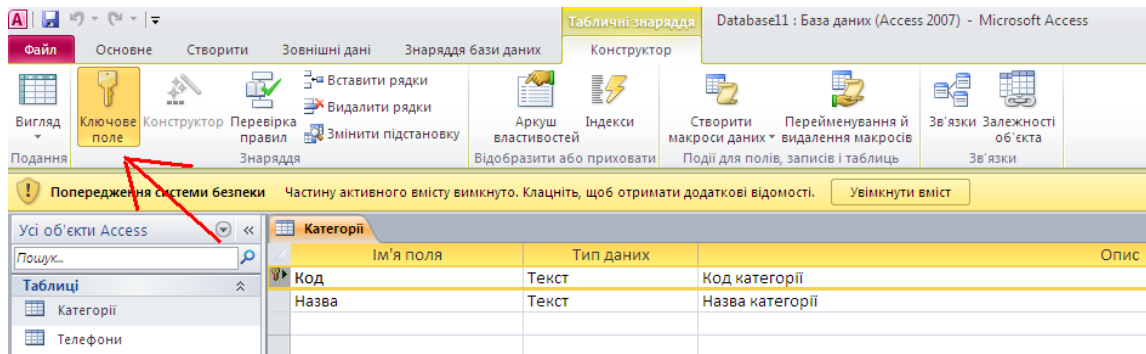 Табличні знаряддя Database11 : База даних (Access 2007) - Microsoft Access
Файл Основне Створити Зовнішні дані Знаряддя бази даних Конструктор
Вигляд
Ключове поле
Конструктор
Перевірка правил
Вставити рядки
Видалити рядки
Змінити підстановку
Аркуш властивостей
Індекси
Створити макроси даних
Перейменування й видалення макросів
Зв'язки
Залежності об'єкта
Подання Знаряддя Відобразити або приховати Події для полів, записів і таблиць Зв'язки
Попередження системи безпеки Частину активного вмісту вимкнуто. Клацніть, щоб отримати додаткові відомості. Увімкнути вміст
Усі об'єкти Access
Пошук...
Таблиці
Категорії
Телефони
Категорії
Ім'я поля Тип даних Опис
Код Текст Код категорії
Назва Текст Назва категорії